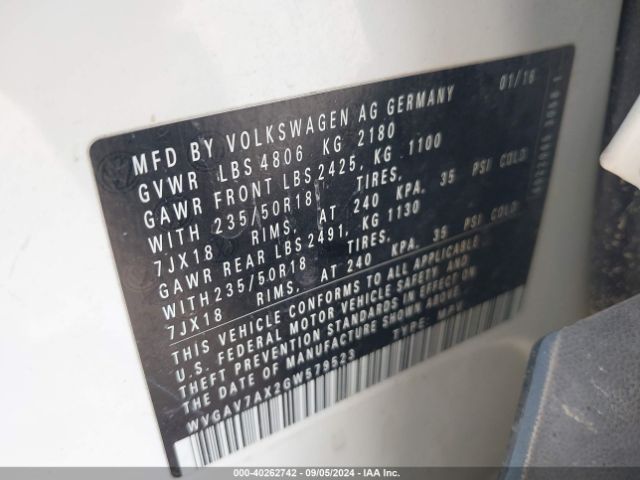 MFD BY VOLKSWAGEN AG GERMANY 01/16
GVWR LBS 4806 KG 2180
GAWR FRONT LBS 2425, KG 1100
WITH 235/50R18 TIRES.
7JX18 RIMS, AT 240 KPA. 35 PSI COLD
GAWR REAR LBS 2491, KG 1130
WITH 235/50R18 TIRES.
7JX18 RIMS, AT 240 KPA. 35 PSI COLD
THIS VEHICLE CONFORMS TO ALL APPLICABLE
U.S. FEDERAL MOTOR VEHICLE SAFETY AND
THEFT PREVENTION STANDARDS IN EFFECT ON
THE DATE OF MANUFACTURE SHOWN ABOVE.
WVGAV7AX2GW579523 TYPE:
000-40262742 - 09/05/2024 - IAA Inc.